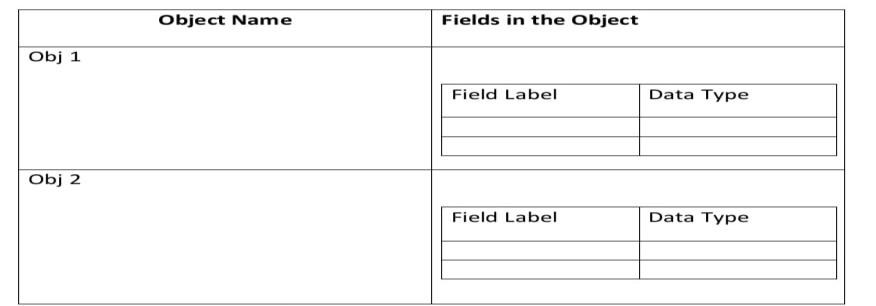 Object Name Fields in the Object
Obj 1
Field Label Data Type
Obj 2
Field Label Data Type